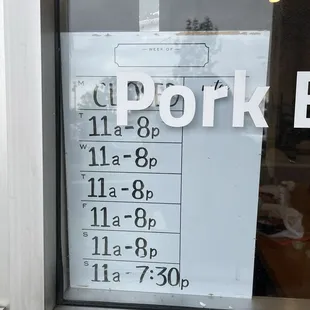 WEEK OF
M CLOSED
Pork B
T 11a-8p
W 11a-8p
T 11a-8p
F 11a-8p
S 11a-8p
S 11a-7:30p